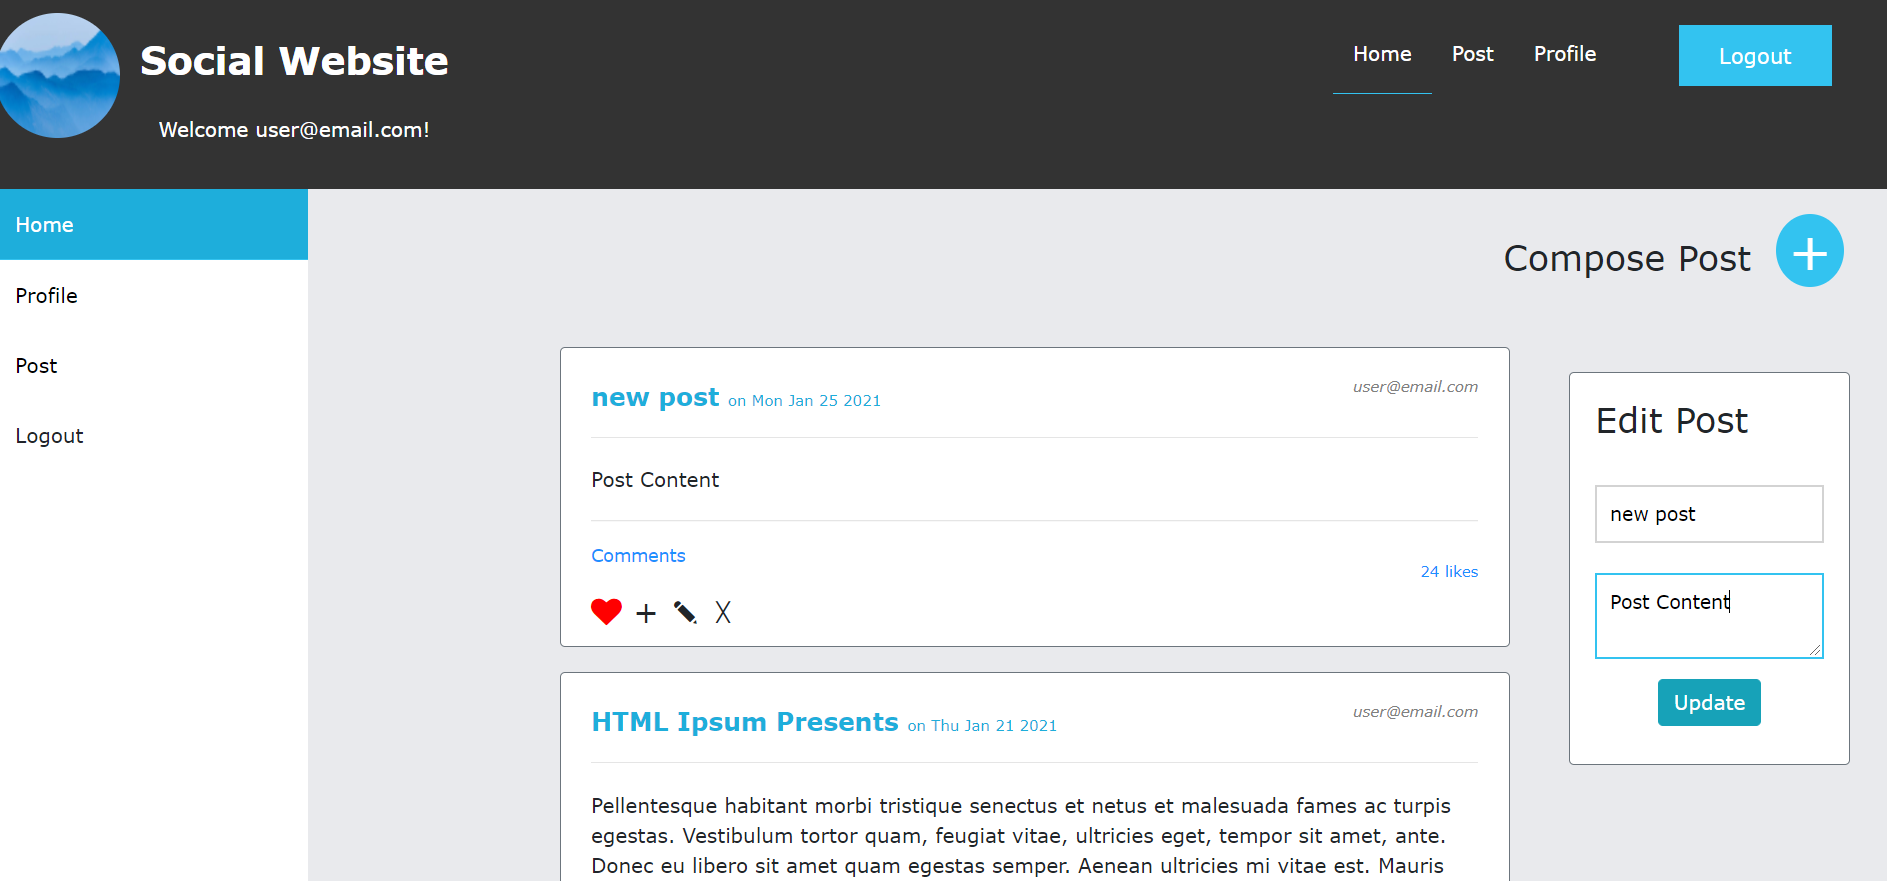 Social Website
Home Post Profile Logout
Welcome user@email.com!
Home
Profile
Post
Logout
Compose Post +
new post on Mon Jan 25 2021 user@email.com
Post Content
Comments
24 likes
+ X
HTML Ipsum Presents on Thu Jan 21 2021 user@email.com
Pellentesque habitant morbi tristique senectus et netus et malesuada fames ac turpis
egestas. Vestibulum tortor quam, feugiat vitae, ultricies eget, tempor sit amet, ante.
Donec eu libero sit amet quam egestas semper. Aenean ultricies mi vitae est. Mauris
Edit Post
new post
Post Content
Update